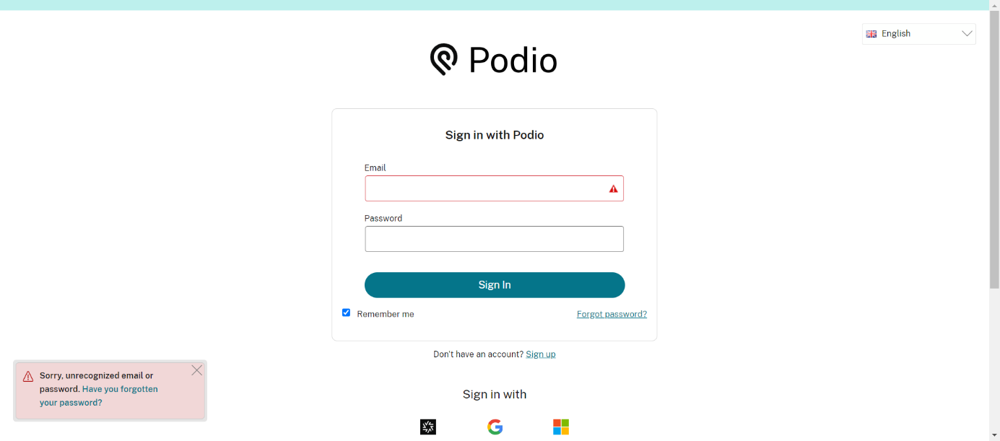 English
Podio
Sign in with Podio
Email
Password
Sign In
Remember me
Forgot password?
Don't have an account? Sign up
Sorry, unrecognized email or
password. Have you forgotten
your password?
Sign in with